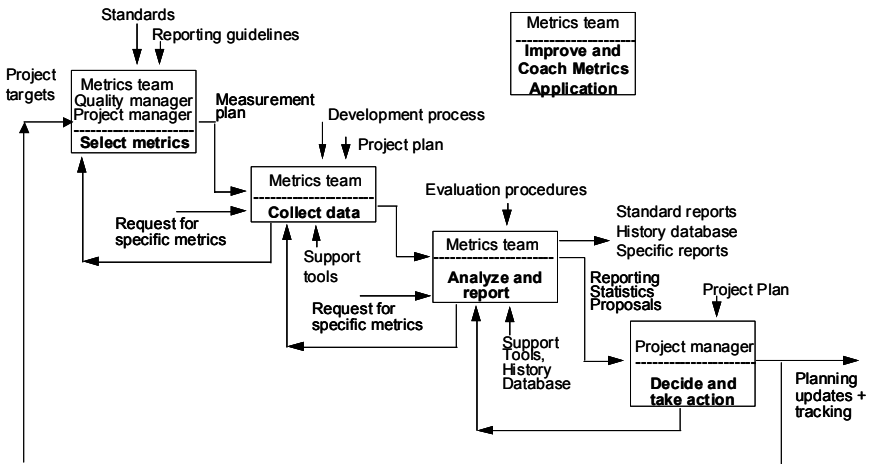 Standards
Reporting guidelines
Project
targets
Metrics team
Quality manager
Project manager
Select metrics
Measurement
plan
Metrics team
Improve and
Coach Metrics
Application
Development process
Project plan
Metrics team
Collect data
Request for
specific metrics
Support
tools
Evaluation procedures
Metrics team
Analyze and
report
Standard reports
History database
Specific reports
Request for
specific metrics
Support
Tools,
History
Database
Reporting
Statistics
Proposals
Project Plan
Project manager
Decide and
take action
Planning
updates +
tracking